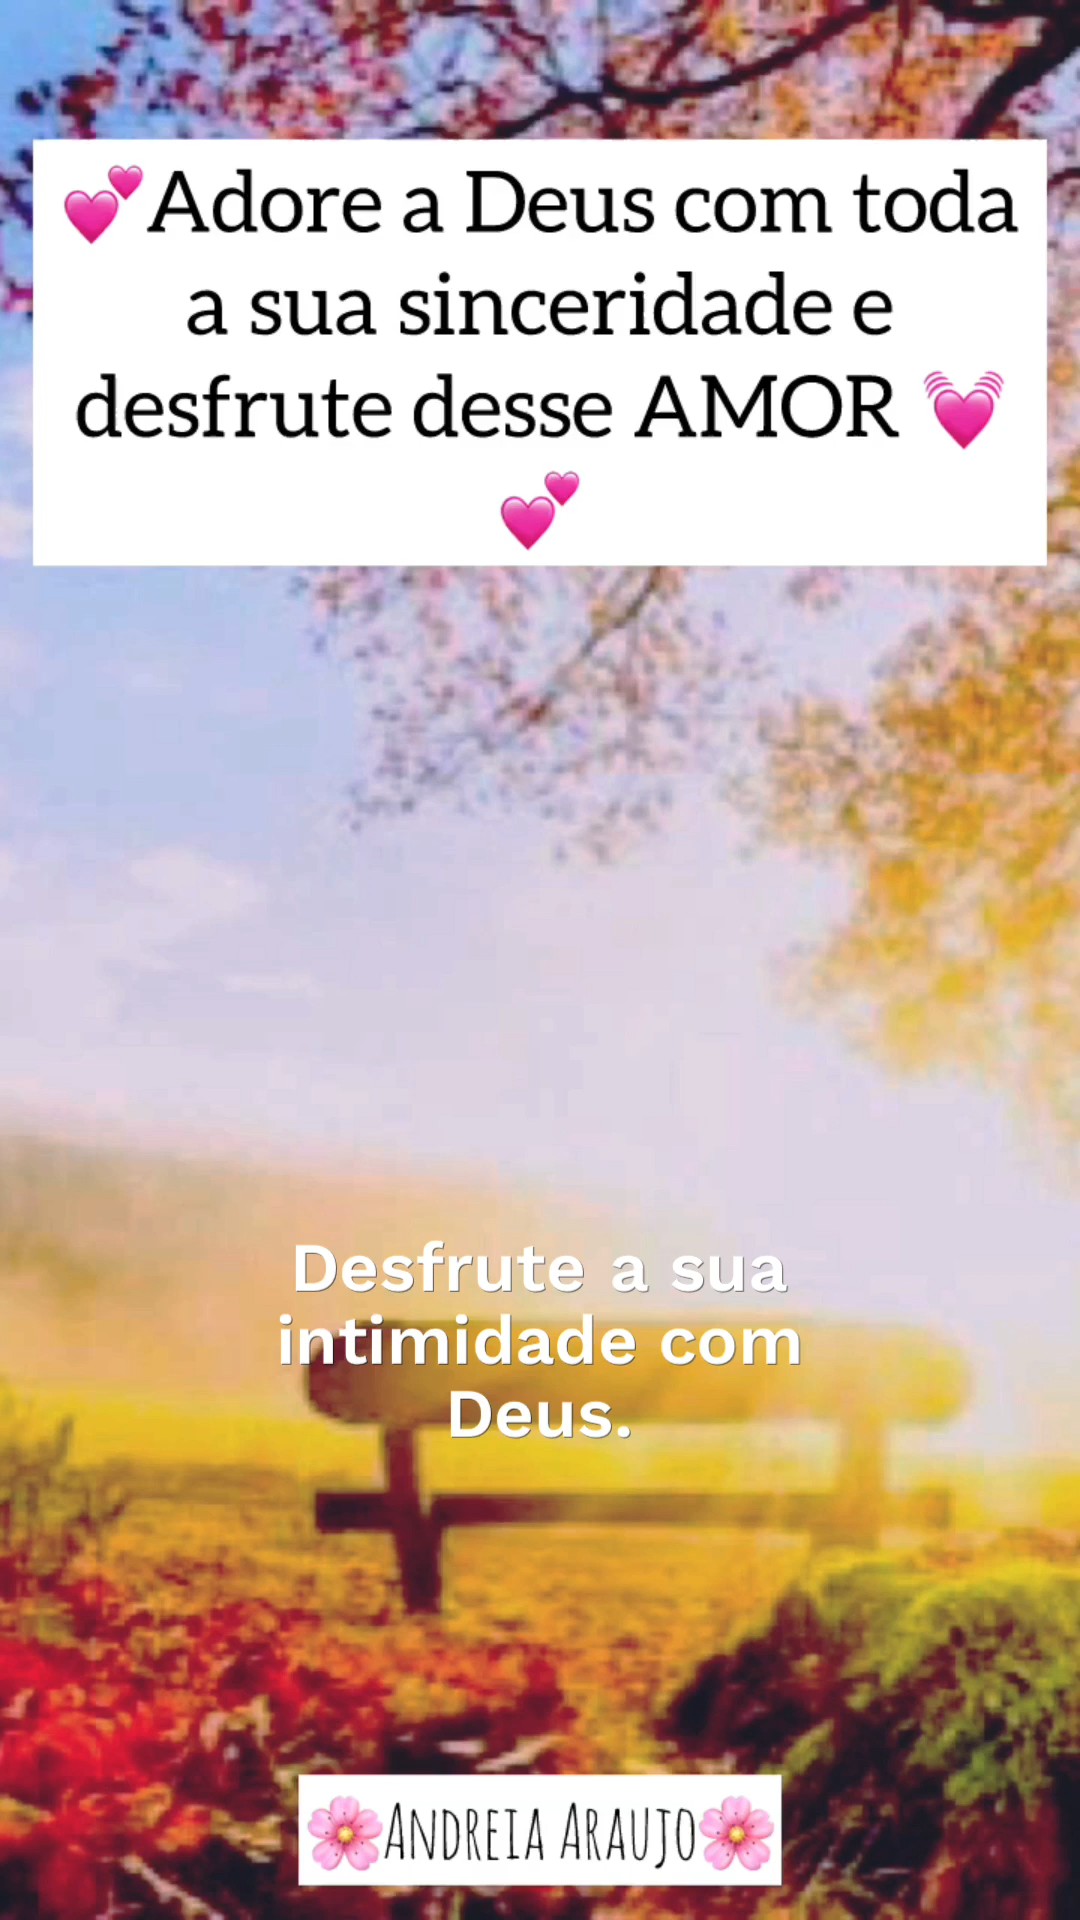 💕Adore a Deus com toda
a sua sinceridade e
desfrute desse AMOR 💓
💕
Desfrute a sua
intimidade com
Deus.
🌸Andreia Araujo🌸